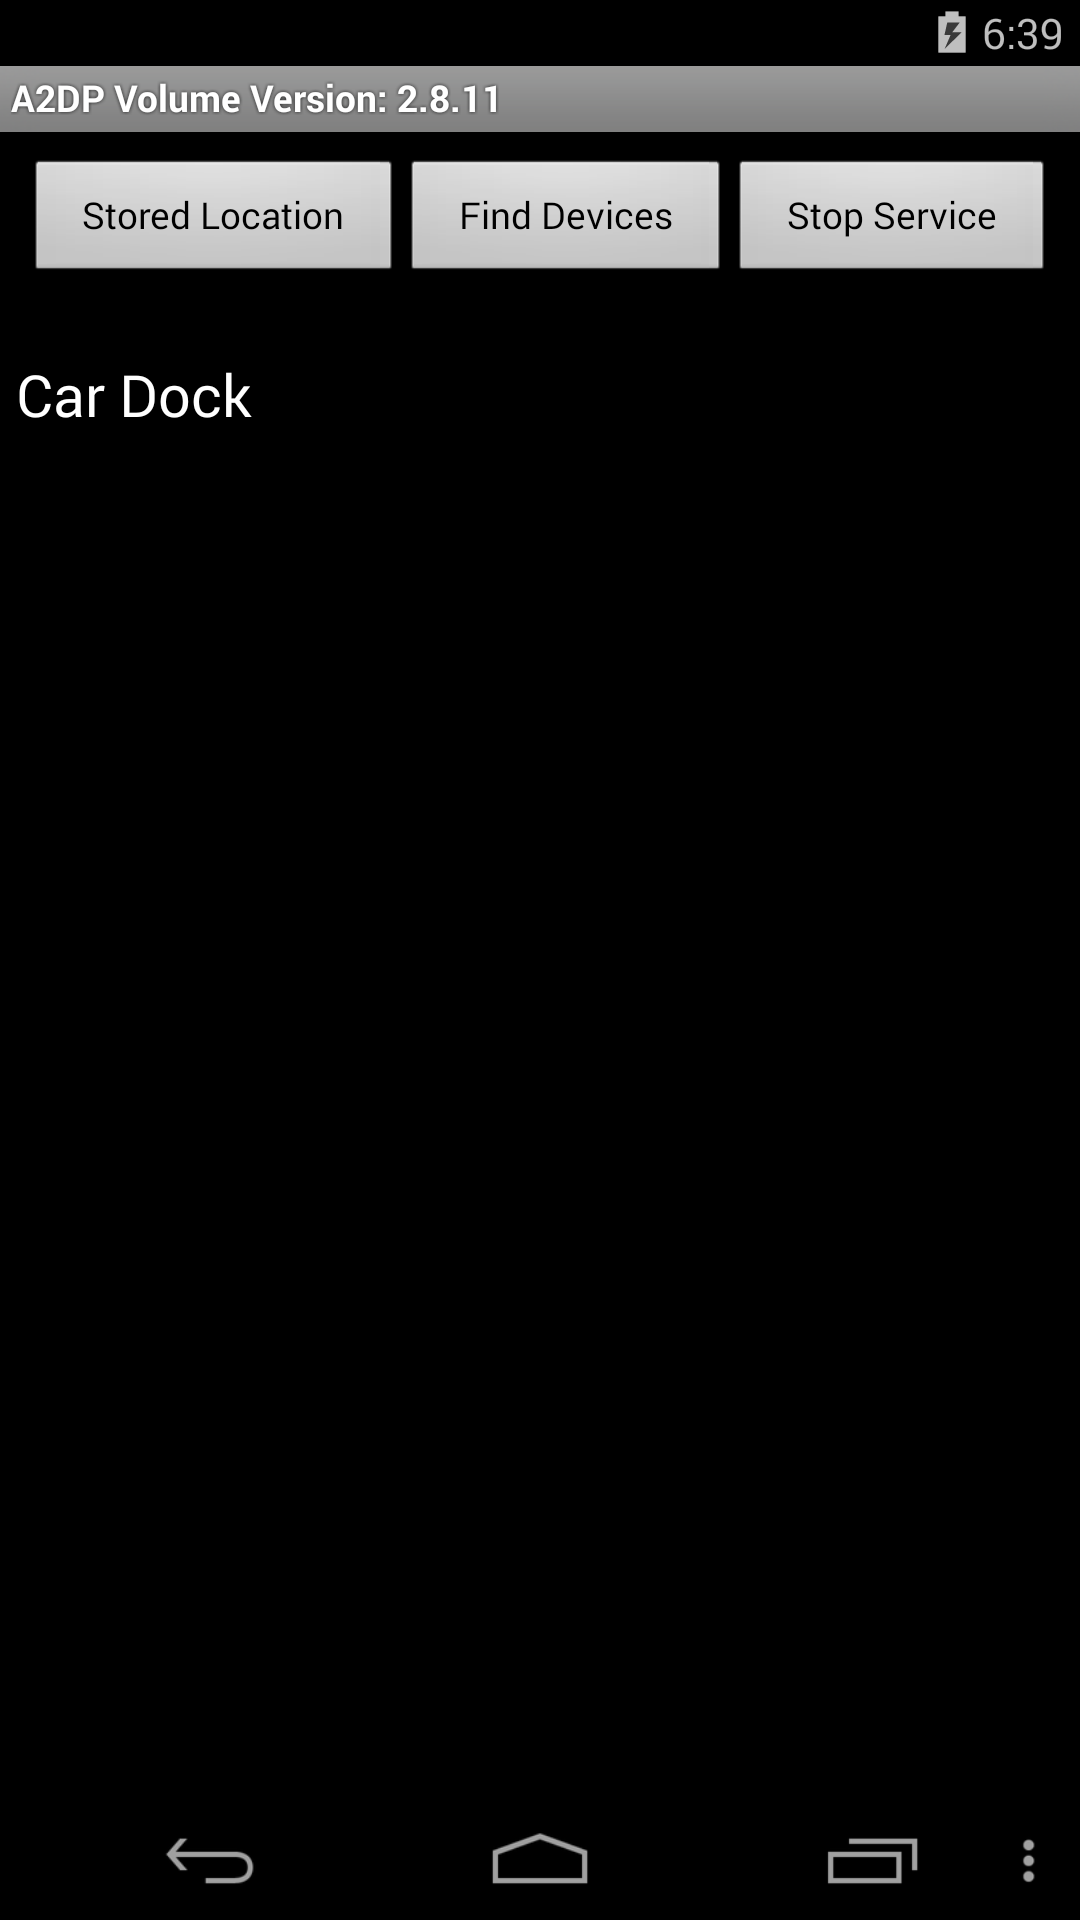 6:39
A2DP Volume Version: 2.8.11
Stored Location Find Devices Stop Service
Car Dock